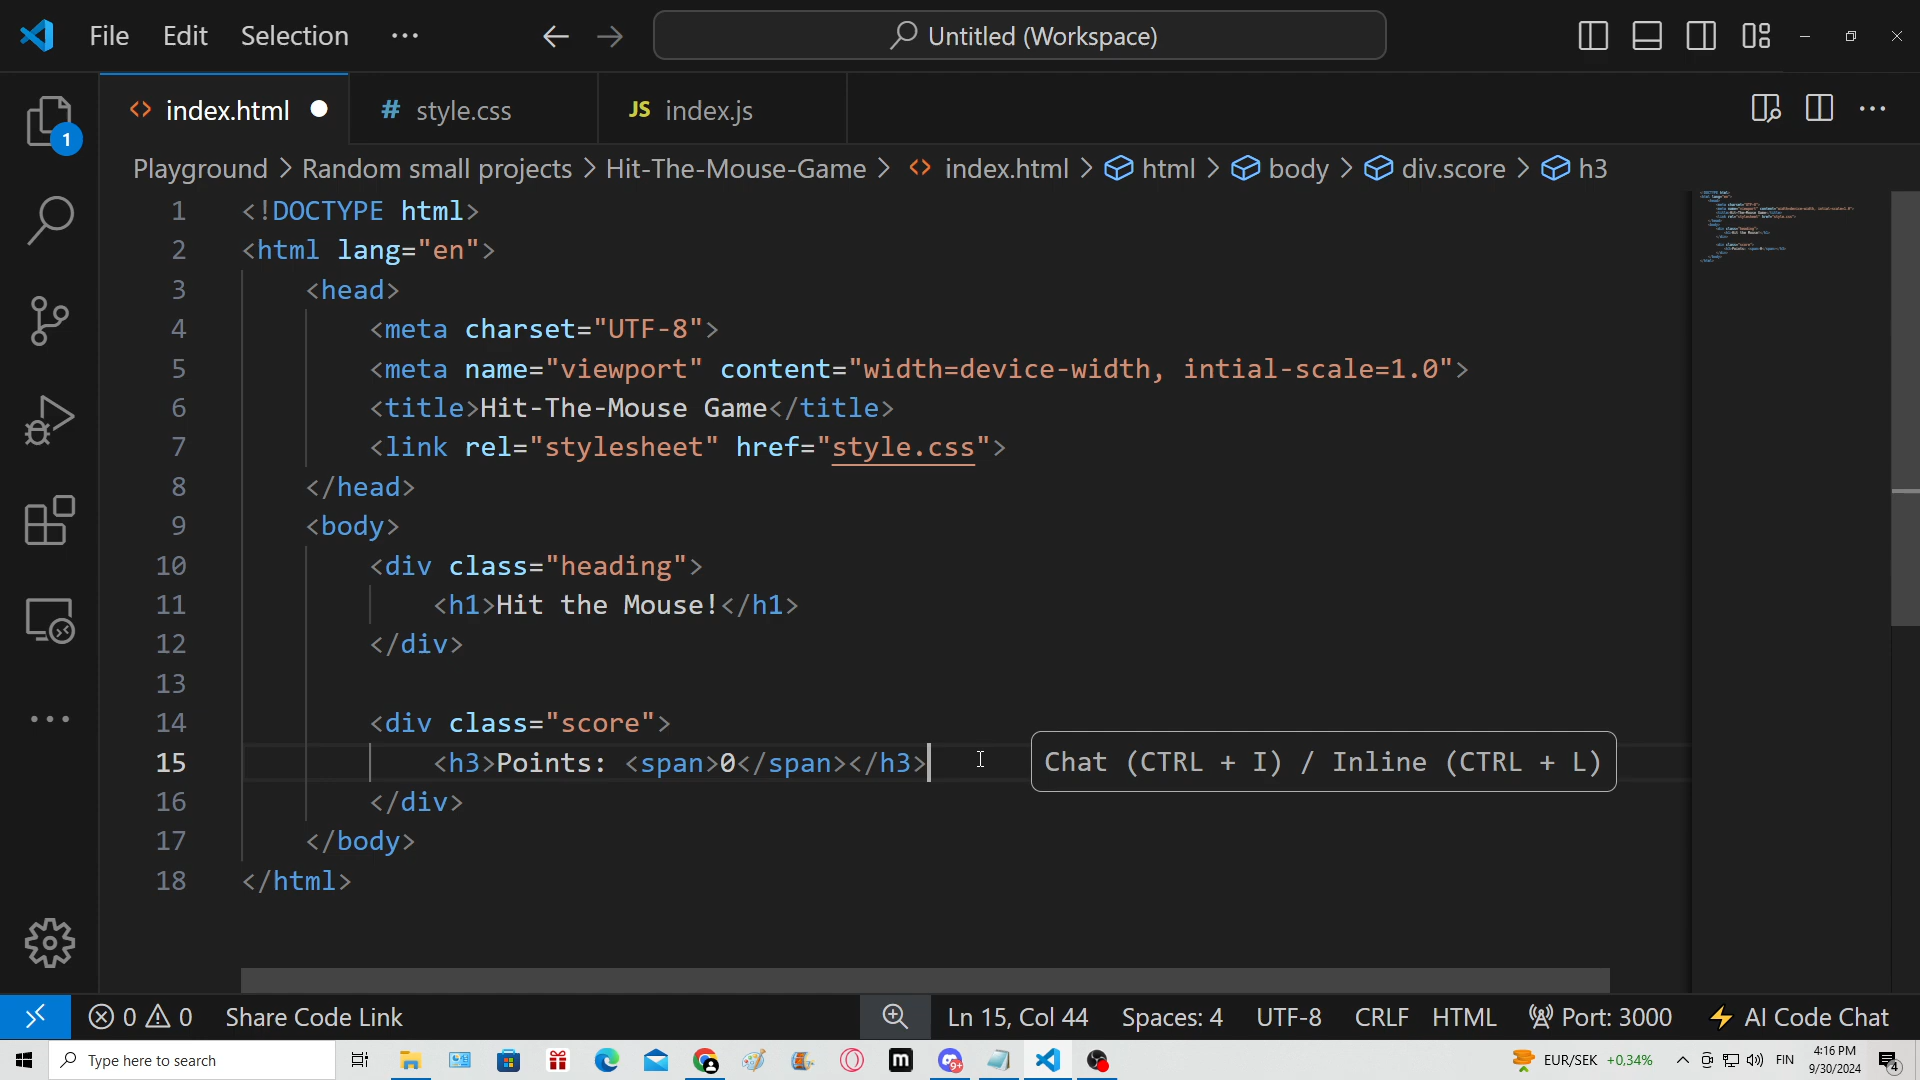 File Edit Selection ··· Untitled (Workspace)
index.html # style.css JS index.js
1
Playground > Random small projects > Hit-The-Mouse-Game > index.html > html > body > div.score > h3
1 <!DOCTYPE html>
2 <html lang="en">
3 <head>
4 <meta charset="UTF-8">
5 <meta name="viewport" content="width=device-width, intial-scale=1.0">
6 <title>Hit-The-Mouse Game</title>
7 <link rel="stylesheet" href="style.css">
8 </head>
9 <body>
10 <div class="heading">
11 <h1>Hit the Mouse!</h1>
12 </div>
13
14 <div class="score">
15 <h3>Points: <span>0</span></h3> Chat (CTRL + I) / Inline (CTRL + L)
16 </div>
17 </body>
18 </html>
0 0 Share Code Link Ln 15, Col 44 Spaces: 4 UTF-8 CRLF HTML Port: 3000 AI Code Chat
Type here to search m 9+ EUR/SEK +0,34% FIN 4:16 PM
9/30/2024 4